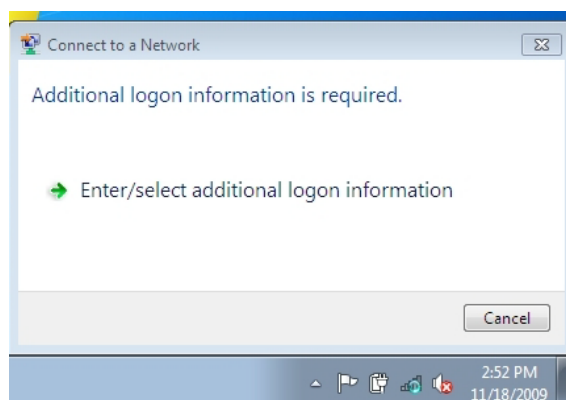 Connect to a Network
Additional logon information is required.
Enter/select additional logon information
Cancel
2:52 PM
11/18/2009